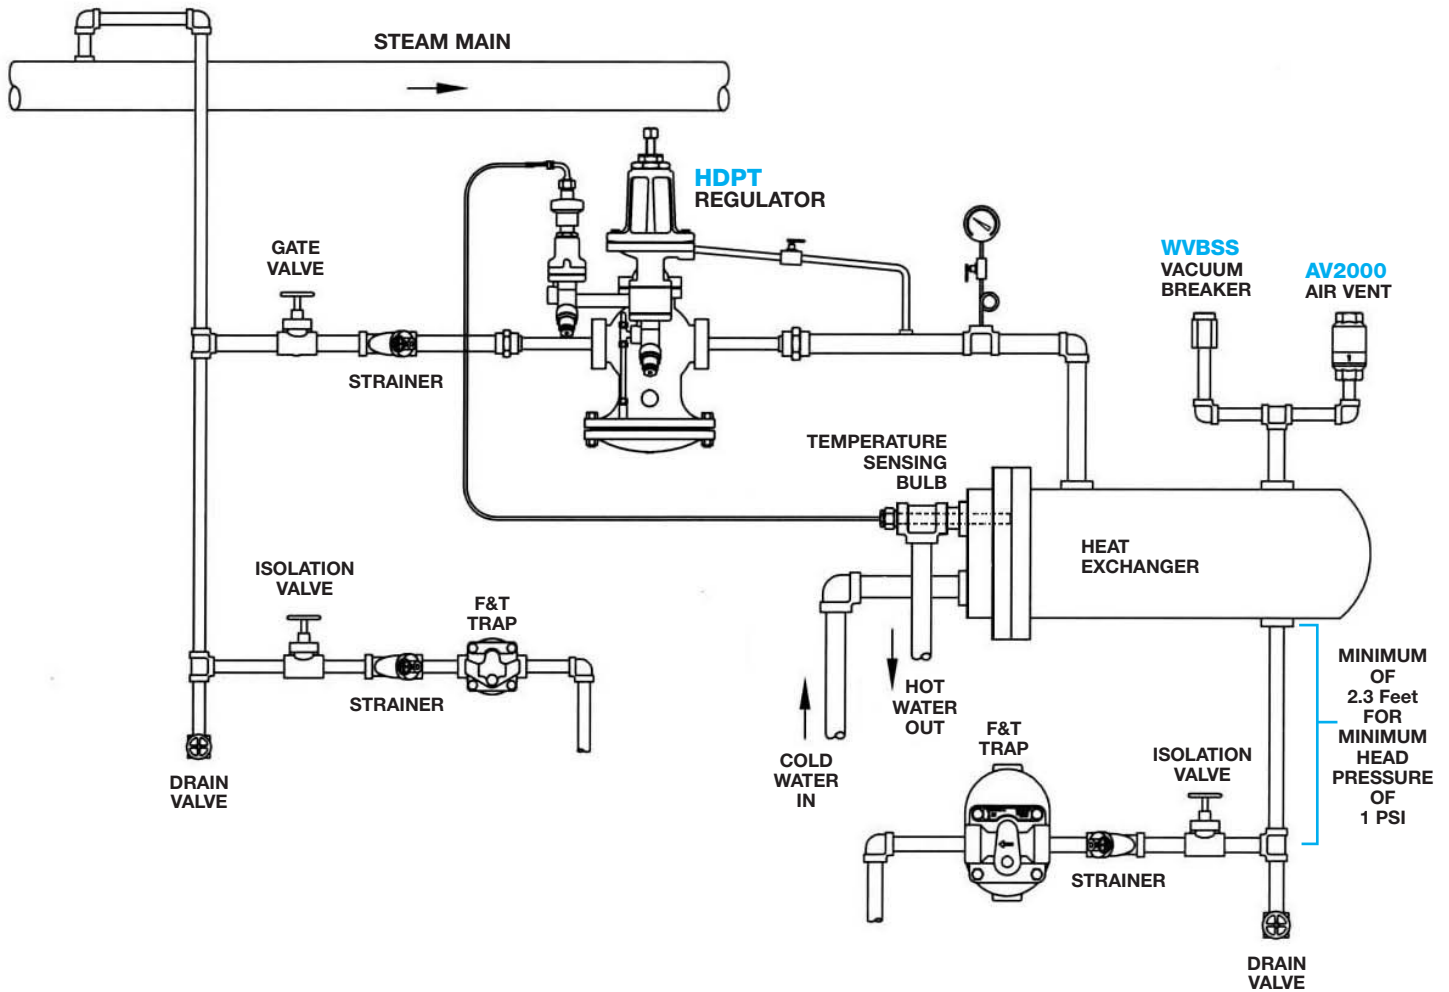 STEAM MAIN
HDPT
REGULATOR
GATE
VALVE
STRAINER
WVBSS
VACUUM
BREAKER
AV2000
AIR VENT
1
TEMPERATURE
SENSING
BULB
HEAT
EXCHANGER
ISOLATION
VALVE
F&T
TRAP
STRAINER
DRAIN
VALVE
HOT
WATER
OUT
COLD
WATER
IN
F&T
TRAP
ISOLATION
VALVE
STRAINER
MINIMUM
OF
2.3 Feet
FOR
MINIMUM
HEAD
PRESSURE
OF
1 PSI
DRAIN
VALVE